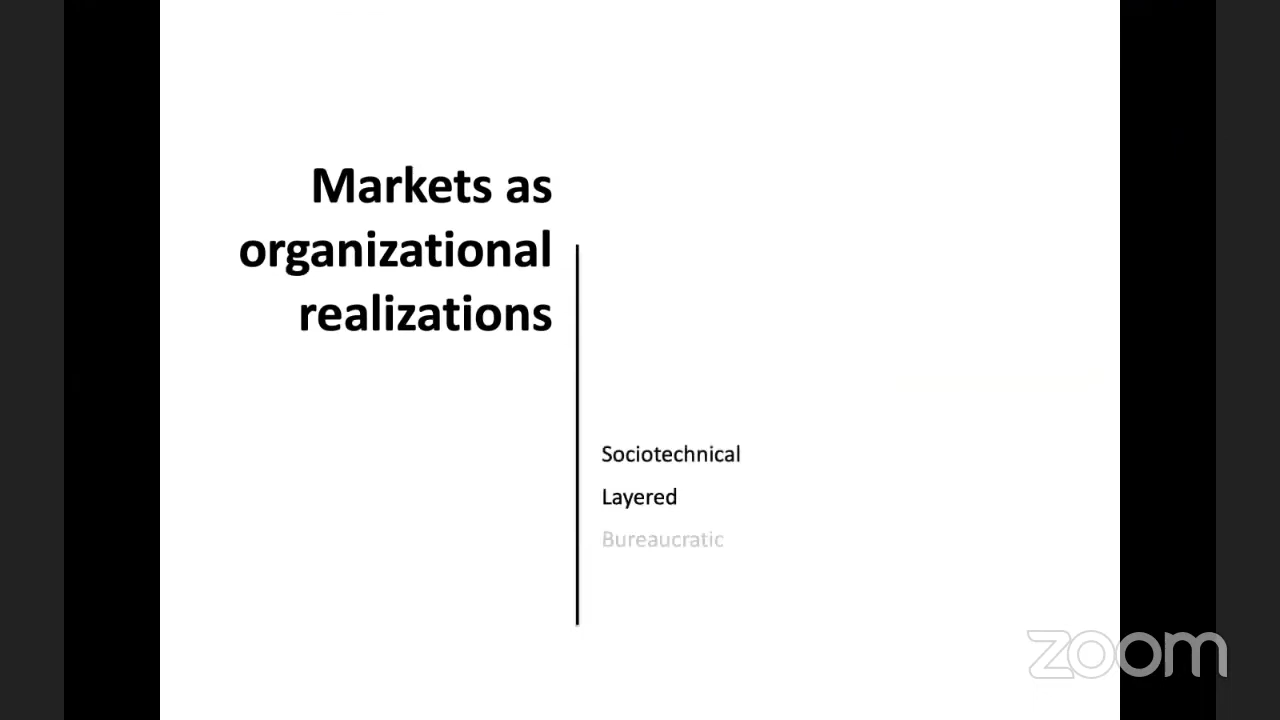 Markets as
organizational
realizations
Sociotechnical
Layered
Bureaucratic
zoom